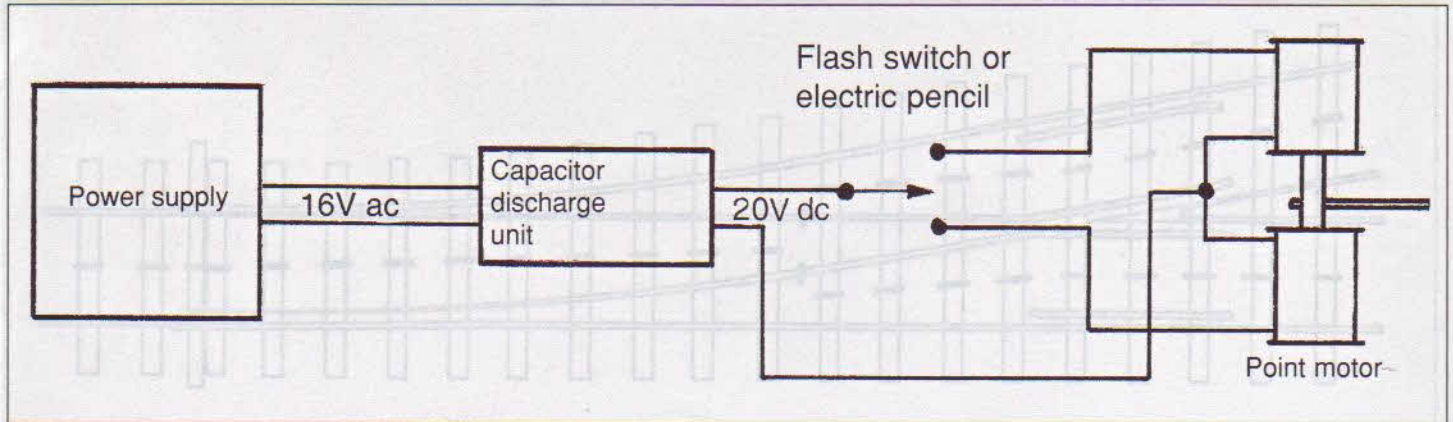 Flash switch or
electric pencil
Power supply
16V ac
Capacitor
discharge
unit
20V dc
Point motor